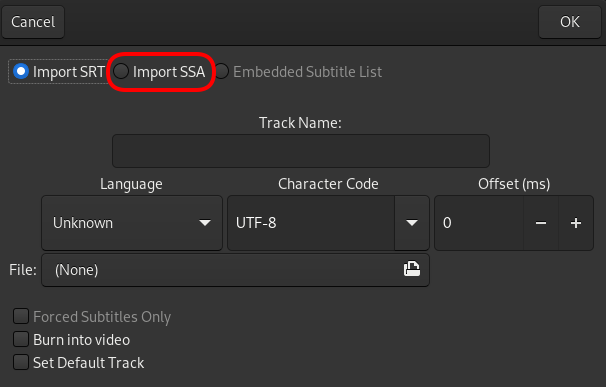 Cancel OK
Import SRT Import SSA Embedded Subtitle List
Track Name:
Language Character Code Offset (ms)
Unknown UTF-8 0 − +
File: (None)
Forced Subtitles Only
Burn into video
Set Default Track